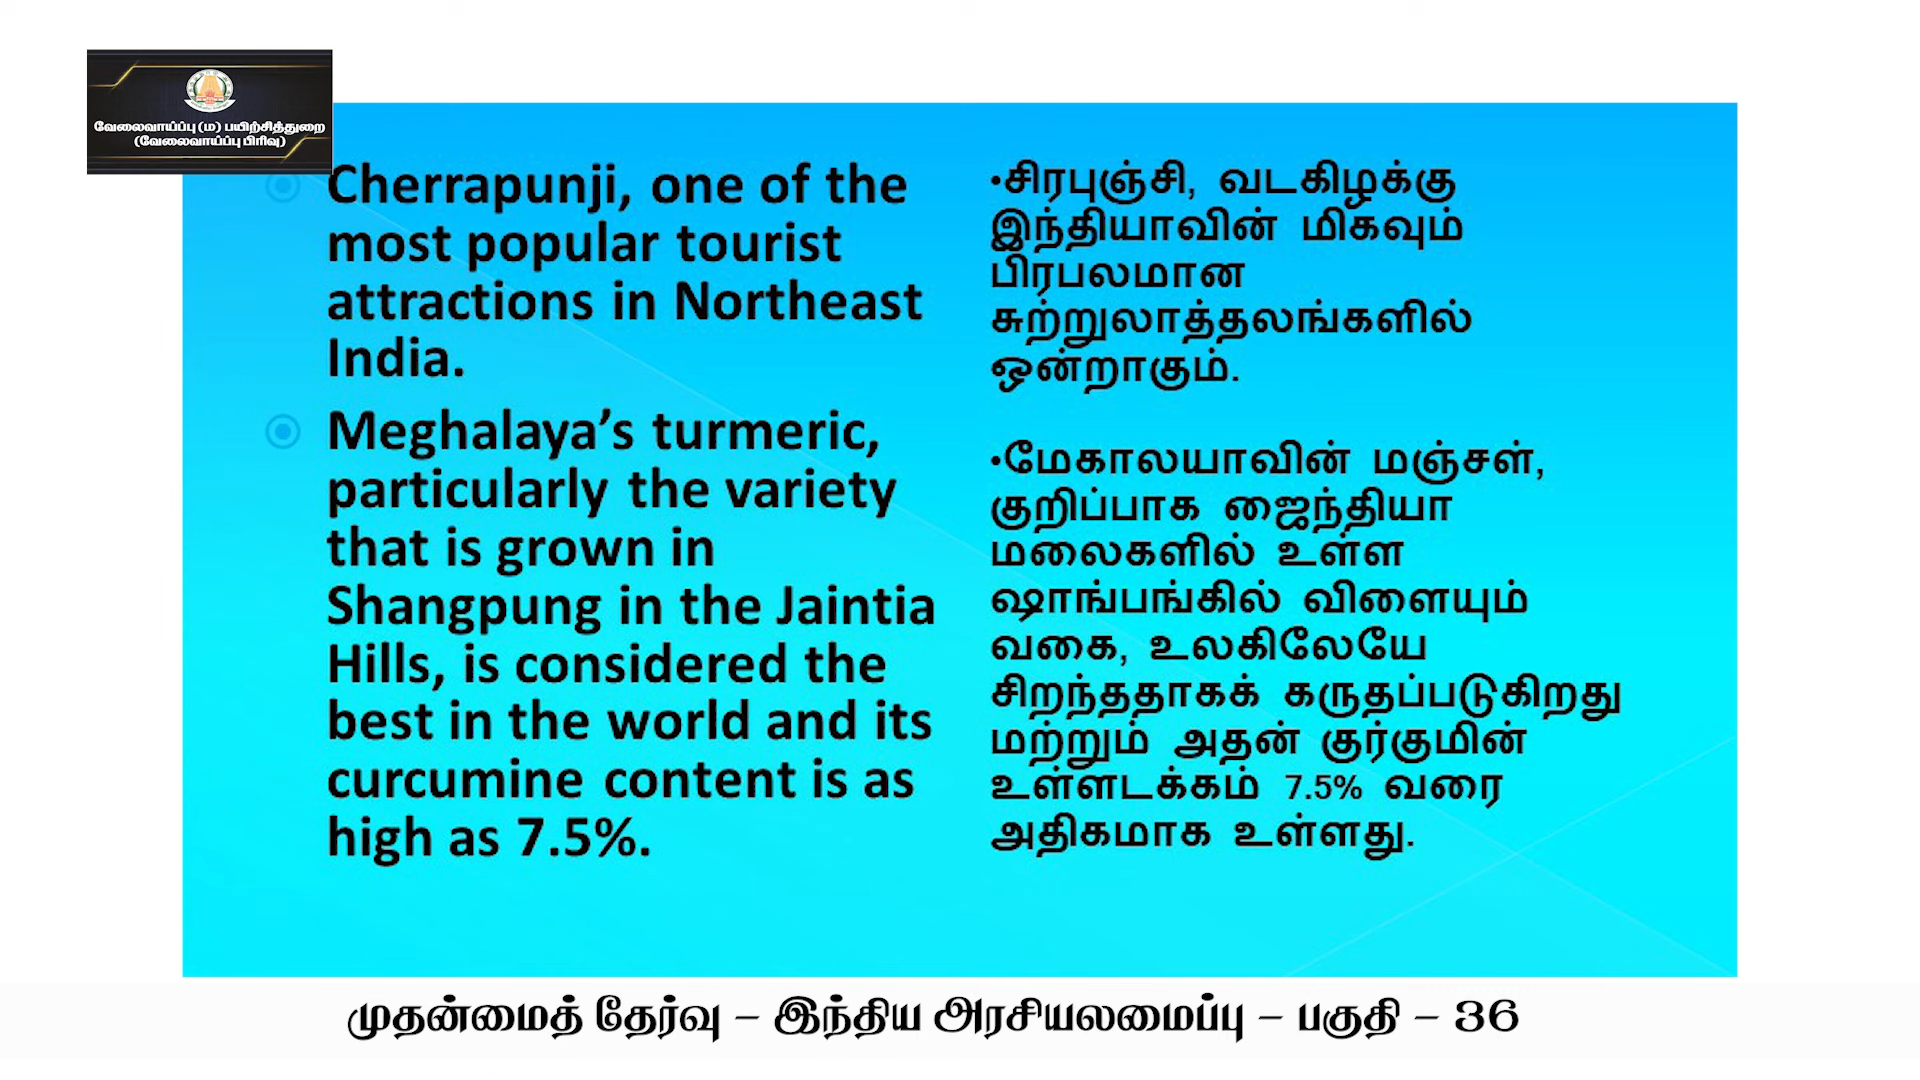 வேலைவாய்ப்பு (ம) பயிற்சித்துறை
(வேலைவாய்ப்பு பிரிவு)
Cherrapunji, one of the
most popular tourist
attractions in Northeast
India.
Meghalaya’s turmeric,
particularly the variety
that is grown in
Shangpung in the Jaintia
Hills, is considered the
best in the world and its
curcumine content is as
high as 7.5%.
•சிரபுஞ்சி, வடகிழக்கு
இந்தியாவின் மிகவும்
பிரபலமான
சுற்றுலாத்தலங்களில்
ஒன்றாகும்.
•மேகாலயாவின் மஞ்சள்,
குறிப்பாக ஜைந்தியா
மலைகளில் உள்ள
ஷாங்பங்கில் விளையும்
வகை, உலகிலேயே
சிறந்ததாகக் கருதப்படுகிறது
மற்றும் அதன் குர்குமின்
உள்ளடக்கம் 7.5% வரை
அதிகமாக உள்ளது.
முதன்மைத் தேர்வு – இந்திய அரசியலமைப்பு – பகுதி – 36